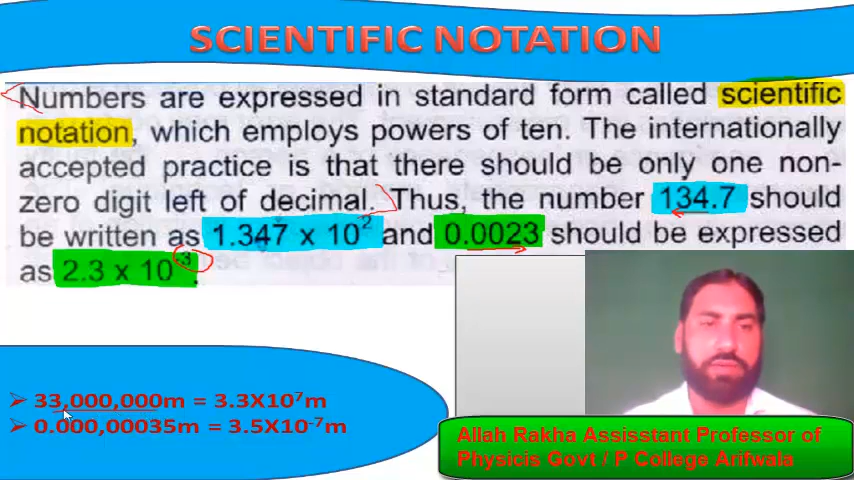 SCIENTIFIC NOTATION
Numbers are expressed in standard form called scientific
notation, which employs powers of ten. The internationally
accepted practice is that there should be only one non-
zero digit left of decimal. Thus, the number 134.7 should
be written as 1.347 x 10² and 0.0023 should be expressed
as 2.3 x 10⁻³.
➢ 33,000,000m = 3.3X10⁷m
➢ 0.000,00035m = 3.5X10⁻⁷m
Allah Rakha Assisstant Professor of
Physicis Govt / P College Arifwala